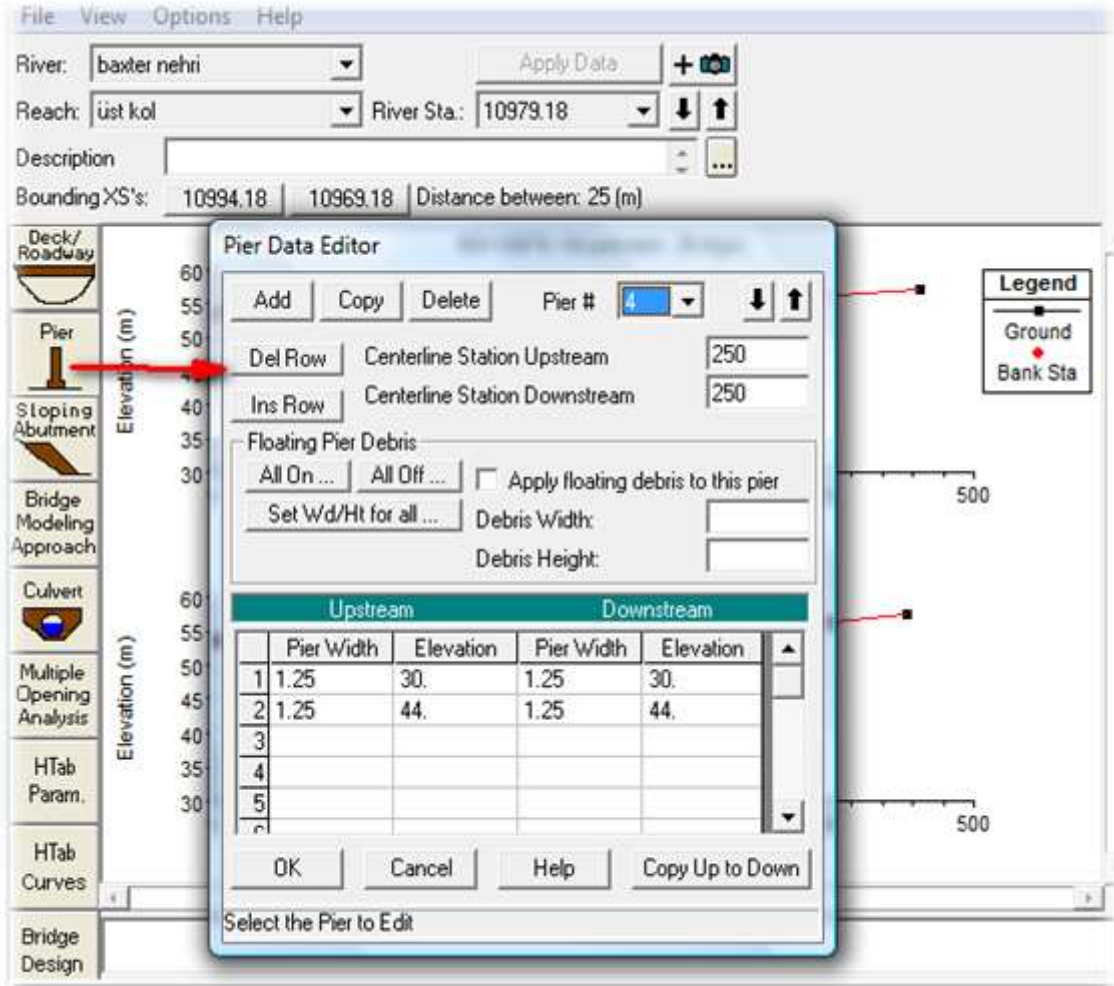 File View Options Help
River: baxter nehri Apply Data
Reach: üst kol River Sta.: 10979.18
Description ...
Bounding XS's: 10994.18 10969.18 Distance between: 25 (m)
Deck/
Roadway
Pier
Sloping
Abutment
Bridge
Modeling
Approach
Culvert
Multiple
Opening
Analysis
HTab
Param.
HTab
Curves
Bridge
Design
Elevation (m)
60
55
50
40
35
30
500
Elevation (m)
60
55
50
45
40
35
30
500
Legend
Ground
Bank Sta
Pier Data Editor
Add Copy Delete Pier # 4
Del Row Centerline Station Upstream 250
Ins Row Centerline Station Downstream 250
Floating Pier Debris
All On ... All Off ... Apply floating debris to this pier
Set Wd/Ht for all ... Debris Width:
Debris Height:
Upstream Downstream
Pier Width Elevation Pier Width Elevation
1 1.25 30. 1.25 30.
2 1.25 44. 1.25 44.
3
4
5
OK Cancel Help Copy Up to Down
Select the Pier to Edit